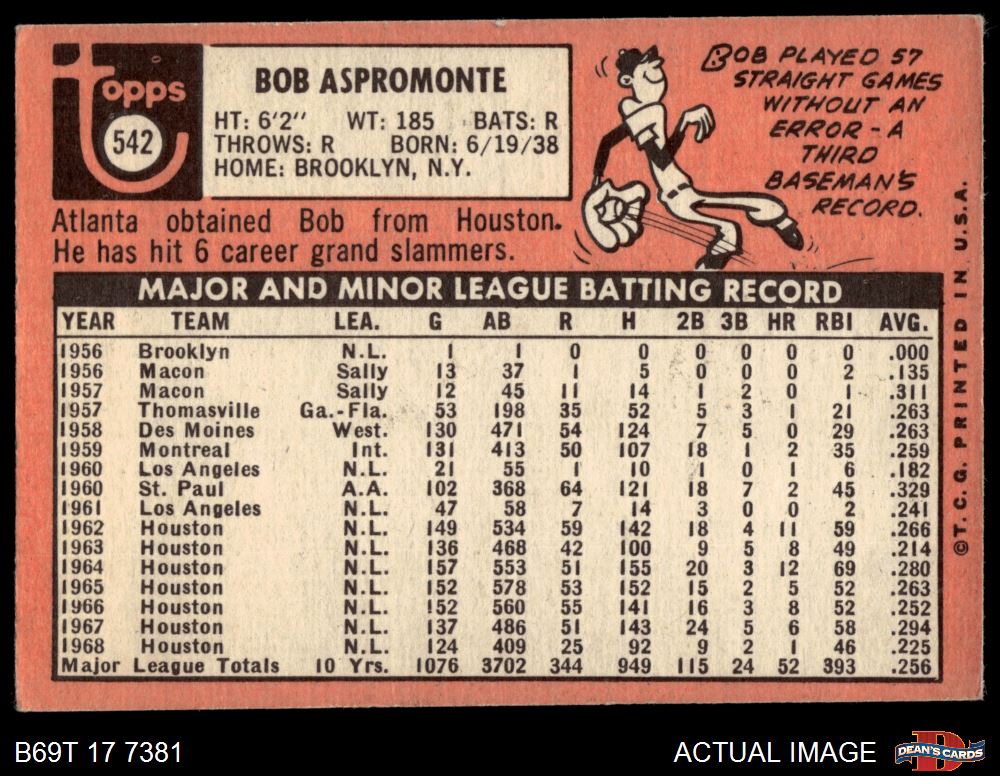 Topps
542
BOB ASPROMONTE
HT: 6'2" WT: 185 BATS: R
THROWS: R BORN: 6/19/38
HOME: BROOKLYN, N.Y.
Atlanta obtained Bob from Houston.
He has hit 6 career grand slammers.
BOB PLAYED 57
STRAIGHT GAMES
WITHOUT AN
ERROR - A
THIRD
BASEMAN'S
RECORD.
MAJOR AND MINOR LEAGUE BATTING RECORD
YEAR TEAM LEA. G AB R H 2B 3B HR RBI AVG.
1956 Brooklyn N.L. 1 1 0 0 0 0 0 0 .000
1956 Macon Sally 13 37 1 5 0 0 0 2 .135
1957 Macon Sally 12 45 11 14 1 2 0 1 .311
1957 Thomasville Ga.-Fla. 53 198 35 52 5 3 1 21 .263
1958 Des Moines West. 130 471 54 124 7 5 0 29 .263
1959 Montreal Int. 131 413 50 107 18 1 2 35 .259
1960 Los Angeles N.L. 21 55 1 10 1 0 1 6 .182
1960 St. Paul A.A. 102 368 64 121 18 7 2 45 .329
1961 Los Angeles N.L. 47 58 7 14 3 0 0 2 .241
1962 Houston N.L. 149 534 59 142 18 4 11 59 .266
1963 Houston N.L. 136 468 42 100 9 5 8 49 .214
1964 Houston N.L. 157 553 51 155 20 3 12 69 .280
1965 Houston N.L. 152 578 53 152 15 2 5 52 .263
1966 Houston N.L. 152 560 55 141 16 3 8 52 .252
1967 Houston N.L. 137 486 51 143 24 5 6 58 .294
1968 Houston N.L. 124 409 25 92 9 2 1 46 .225
Major League Totals 10 Yrs. 1076 3702 344 949 115 24 52 393 .256
©T.C.G. PRINTED IN U.S.A.
B69T 17 7381
ACTUAL IMAGE
DEAN'S CARDS